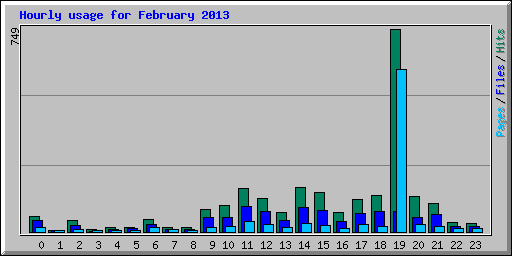 Hourly usage for February 2013
749
Pages/Files/Hits
0 1 2 3 4 5 6 7 8 9 10 11 12 13 14 15 16 17 18 19 20 21 22 23